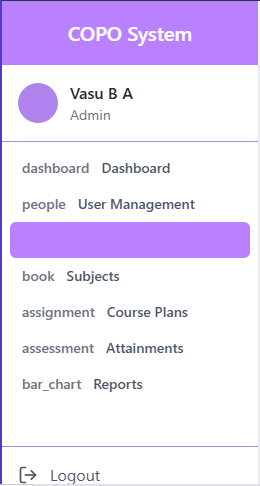 COPO System
Vasu B A
Admin
dashboard Dashboard
people User Management
book Subjects
assignment Course Plans
assessment Attainments
bar_chart Reports
Logout